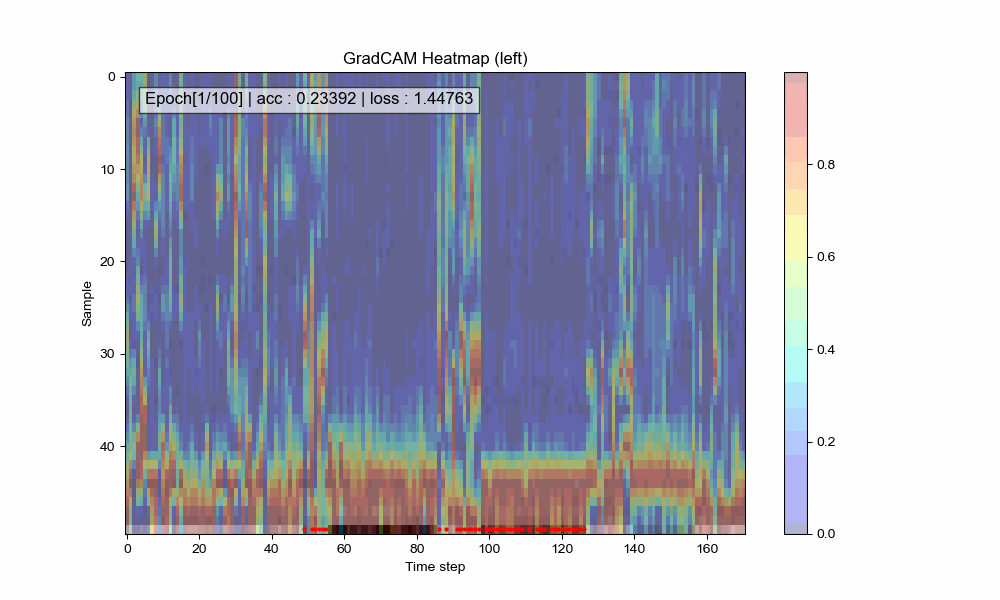 GradCAM Heatmap (left)
Epoch[1/100] | acc : 0.23392 | loss : 1.44763
0
10
20
30
40
Sample
0 20 40 60 80 100 120 140 160
Time step
0.8
0.6
0.4
0.2
0.0